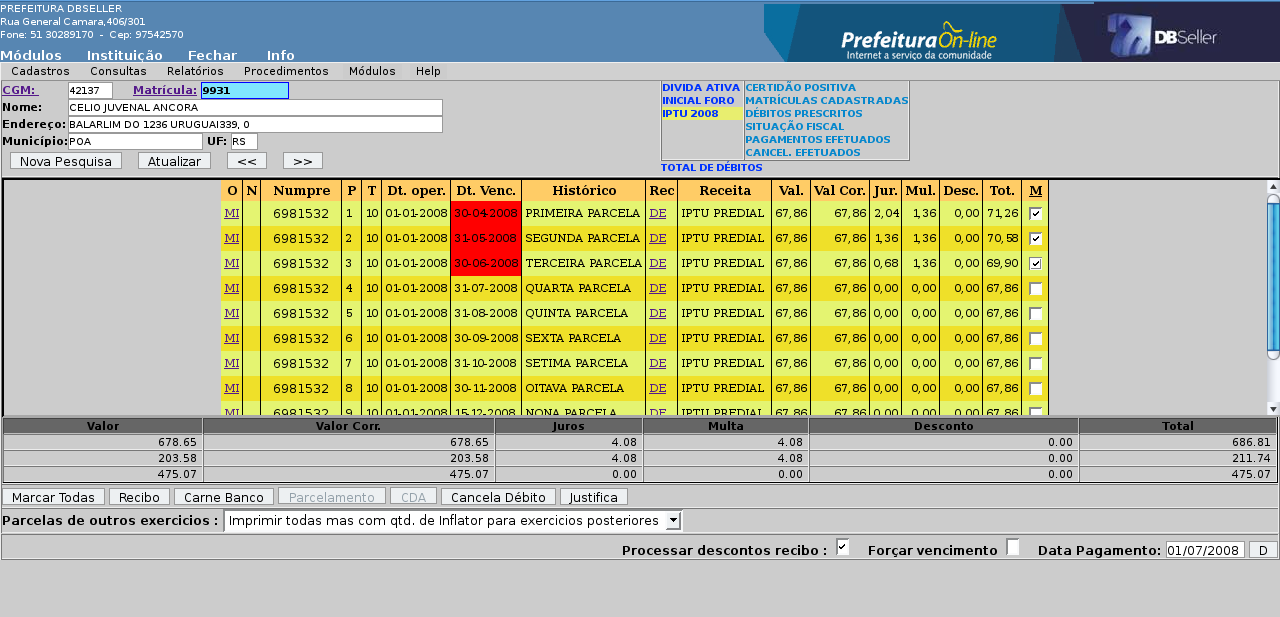 PREFEITURA DBSELLER
Rua General Camara,406/301
Fone: 51 30289170 - Cep: 97542570
Prefeitura On-line
Internet a serviço da comunidade
DBSeller
Módulos Instituição Fechar Info
Cadastros Consultas Relatórios Procedimentos Módulos Help
CGM: 42137 Matrícula: 9931
Nome: CELIO JUVENAL ANCORA
Endereço: BALARLIM DO 1236 URUGUAI339, 0
Município: POA UF: RS
Nova Pesquisa Atualizar << >>
DIVIDA ATIVA
INICIAL FORO
IPTU 2008
CERTIDÃO POSITIVA
MATRÍCULAS CADASTRADAS
DÉBITOS PRESCRITOS
SITUAÇÃO FISCAL
PAGAMENTOS EFETUADOS
CANCEL. EFETUADOS
TOTAL DE DÉBITOS
O N Numpre P T Dt. oper. Dt. Venc. Histórico Rec Receita Val. Val Cor. Jur. Mul. Desc. Tot. M
MI 6981532 1 10 01-01-2008 30-04-2008 PRIMEIRA PARCELA DE IPTU PREDIAL 67,86 67,86 2,04 1,36 0,00 71,26
MI 6981532 2 10 01-01-2008 31-05-2008 SEGUNDA PARCELA DE IPTU PREDIAL 67,86 67,86 1,36 1,36 0,00 70,58
MI 6981532 3 10 01-01-2008 30-06-2008 TERCEIRA PARCELA DE IPTU PREDIAL 67,86 67,86 0,68 1,36 0,00 69,90
MI 6981532 4 10 01-01-2008 31-07-2008 QUARTA PARCELA DE IPTU PREDIAL 67,86 67,86 0,00 0,00 0,00 67,86
MI 6981532 5 10 01-01-2008 31-08-2008 QUINTA PARCELA DE IPTU PREDIAL 67,86 67,86 0,00 0,00 0,00 67,86
MI 6981532 6 10 01-01-2008 30-09-2008 SEXTA PARCELA DE IPTU PREDIAL 67,86 67,86 0,00 0,00 0,00 67,86
MI 6981532 7 10 01-01-2008 31-10-2008 SETIMA PARCELA DE IPTU PREDIAL 67,86 67,86 0,00 0,00 0,00 67,86
MI 6981532 8 10 01-01-2008 30-11-2008 OITAVA PARCELA DE IPTU PREDIAL 67,86 67,86 0,00 0,00 0,00 67,86
MI 6981532 9 10 01-01-2008 15-12-2008 NONA PARCELA DE IPTU PREDIAL 67,86 67,86 0,00 0,00 0,00 67,86
Valor Valor Corr. Juros Multa Desconto Total
678.65 678.65 4.08 4.08 0.00 686.81
203.58 203.58 4.08 4.08 0.00 211.74
475.07 475.07 0.00 0.00 0.00 475.07
Marcar Todas Recibo Carne Banco Parcelamento CDA Cancela Débito Justifica
Parcelas de outros exercicios : Imprimir todas mas com qtd. de Inflator para exercicios posteriores
Processar descontos recibo : Forçar vencimento Data Pagamento: 01/07/2008 D